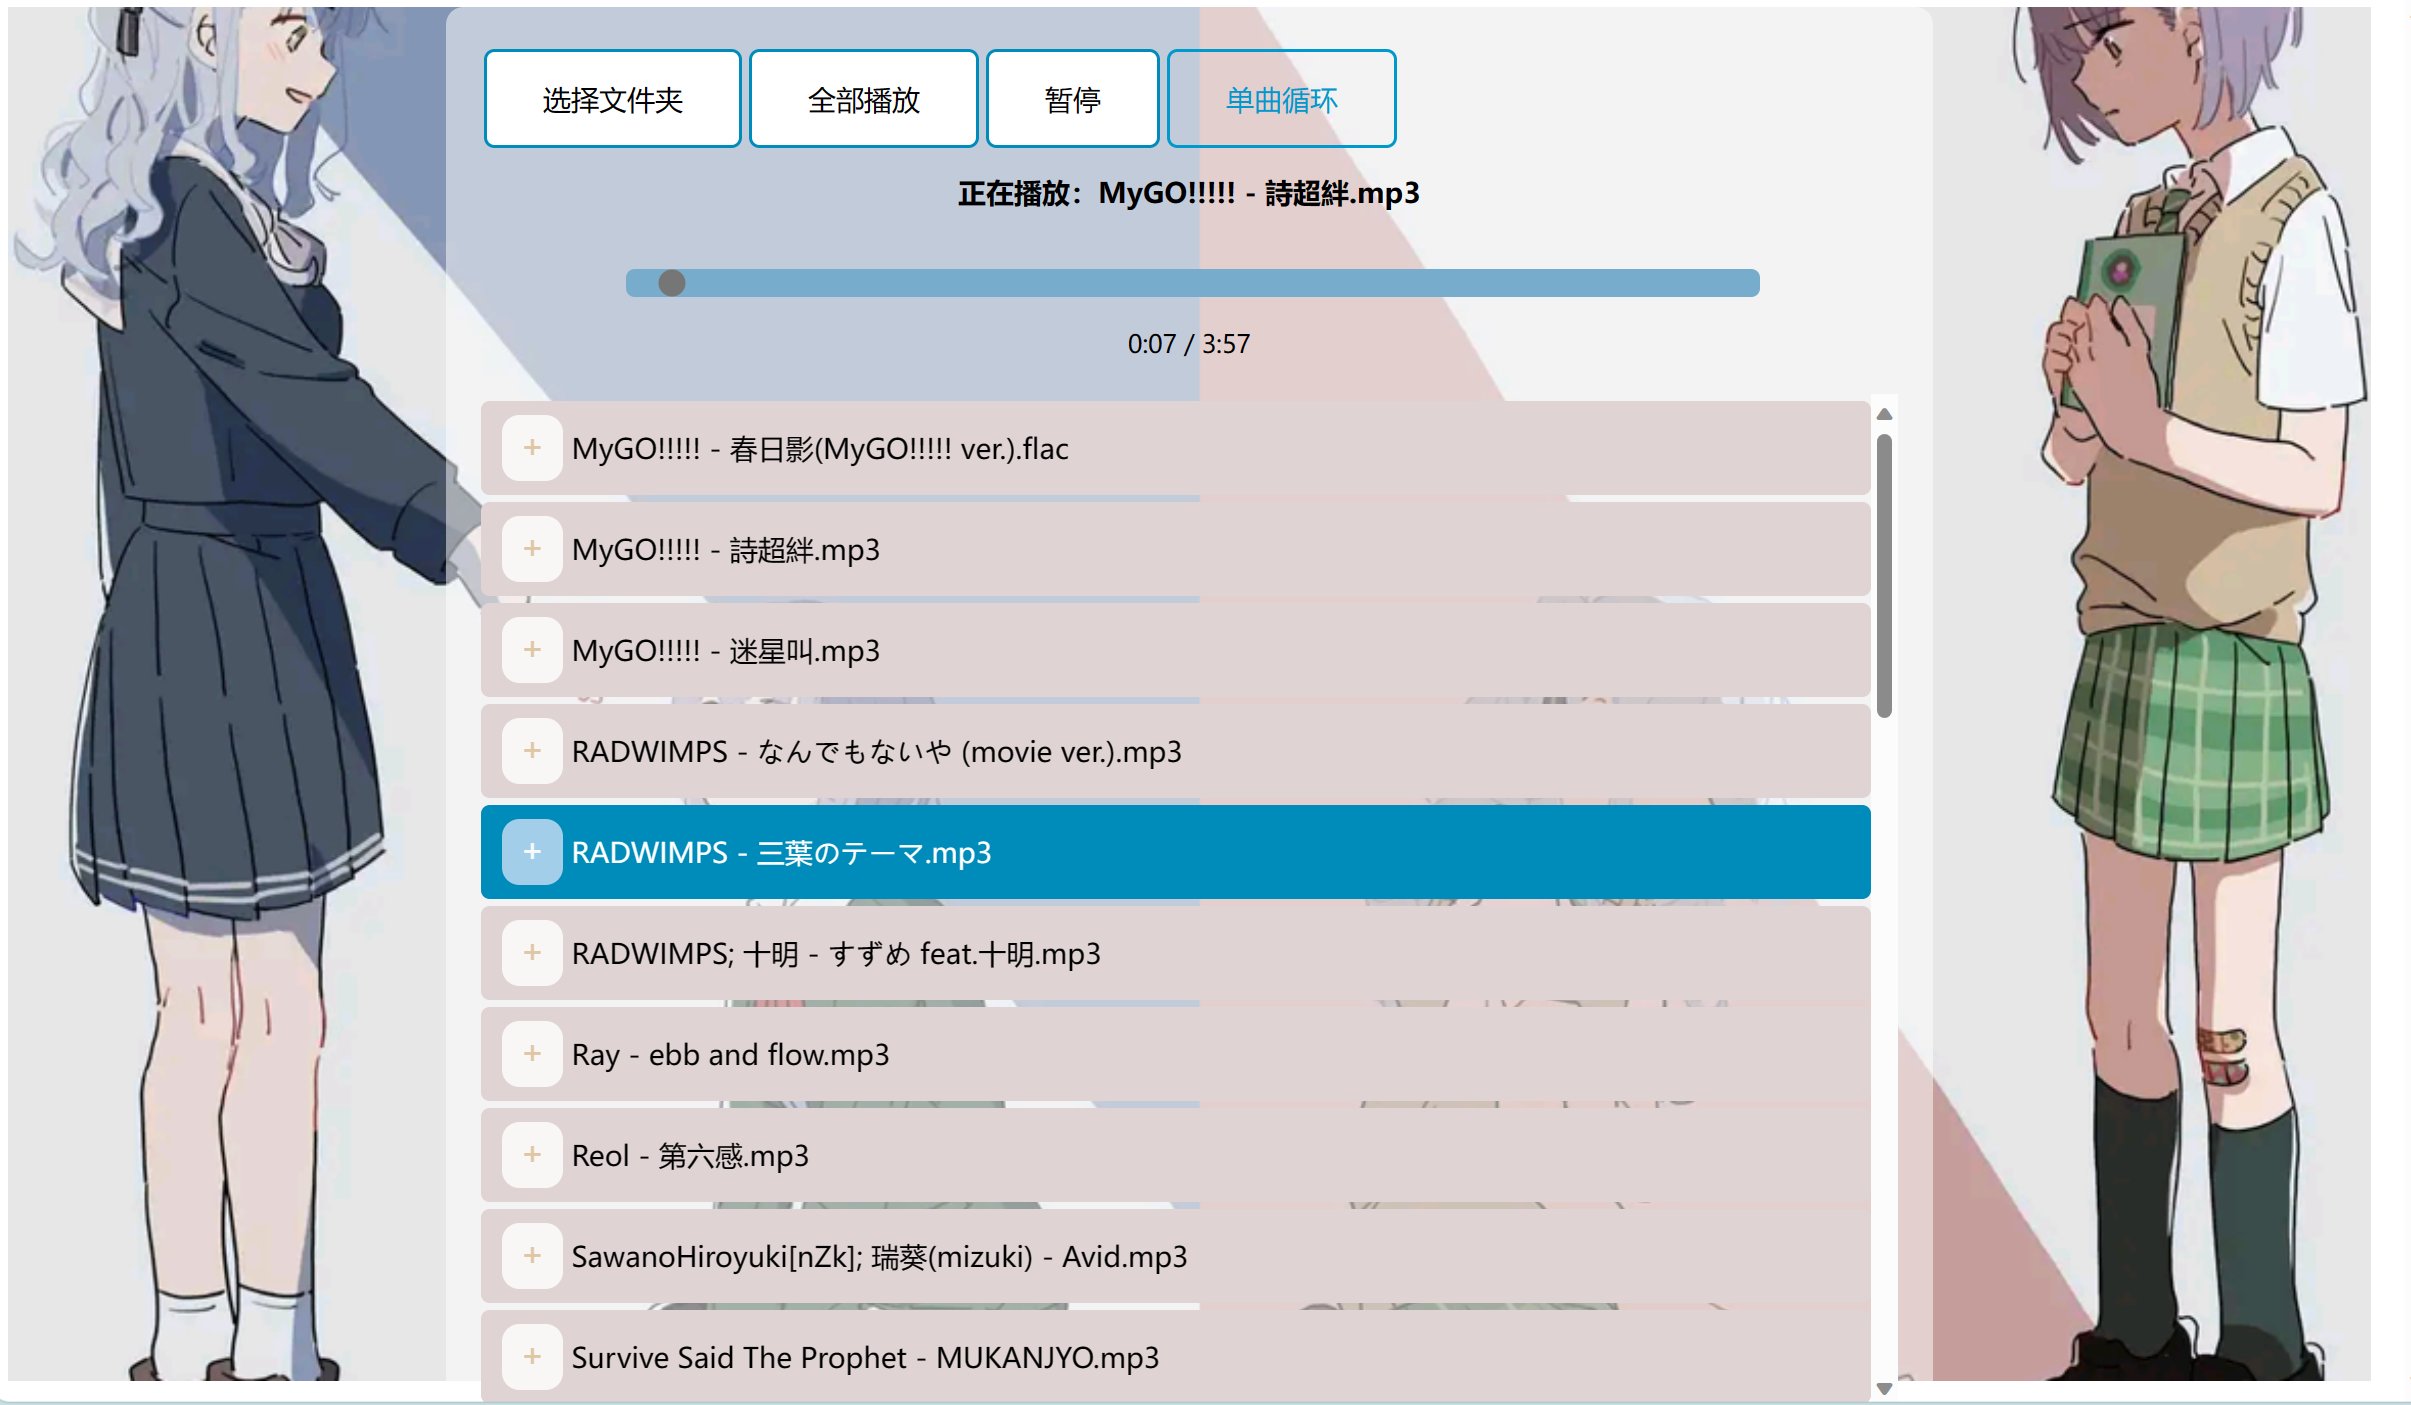 选择文件夹 全部播放 暂停 单曲循环
正在播放：MyGO!!!!! - 詩超絆.mp3
0:07 / 3:57
+ MyGO!!!!! - 春日影(MyGO!!!!! ver.).flac
+ MyGO!!!!! - 詩超絆.mp3
+ MyGO!!!!! - 迷星叫.mp3
+ RADWIMPS - なんでもないや (movie ver.).mp3
+ RADWIMPS - 三葉のテーマ.mp3
+ RADWIMPS; 十明 - すずめ feat.十明.mp3
+ Ray - ebb and flow.mp3
+ Reol - 第六感.mp3
+ SawanoHiroyuki[nZk]; 瑞葵(mizuki) - Avid.mp3
+ Survive Said The Prophet - MUKANJYO.mp3